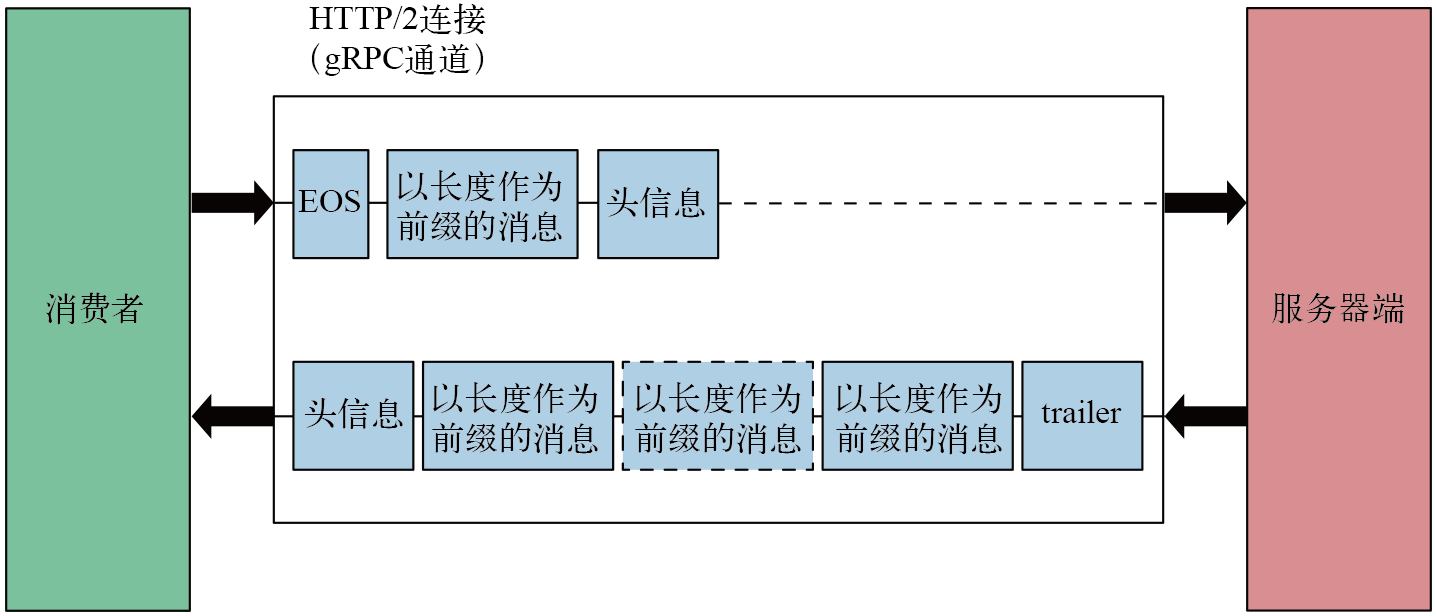 HTTP/2连接
（gRPC通道）
消费者
EOS
以长度作为
前缀的消息
头信息
头信息
以长度作为
前缀的消息
以长度作为
前缀的消息
以长度作为
前缀的消息
trailer
服务器端